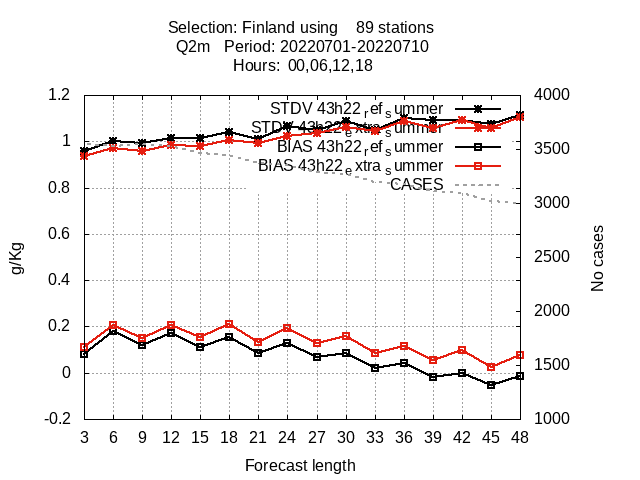 Selection: Finland using    89 stations
Q2m   Period: 20220701-20220710
Hours:  00,06,12,18
1.2
1
0.8
0.6
0.4
0.2
0
-0.2
g/Kg
STDV 43h22_ref_summer
STDV 43h22_extra_summer
BIAS 43h22_ref_summer
BIAS 43h22_extra_summer
CASES
4000
3500
3000
2500
2000
1500
1000
No cases
3 6 9 12 15 18 21 24 27 30 33 36 39 42 45 48
Forecast length